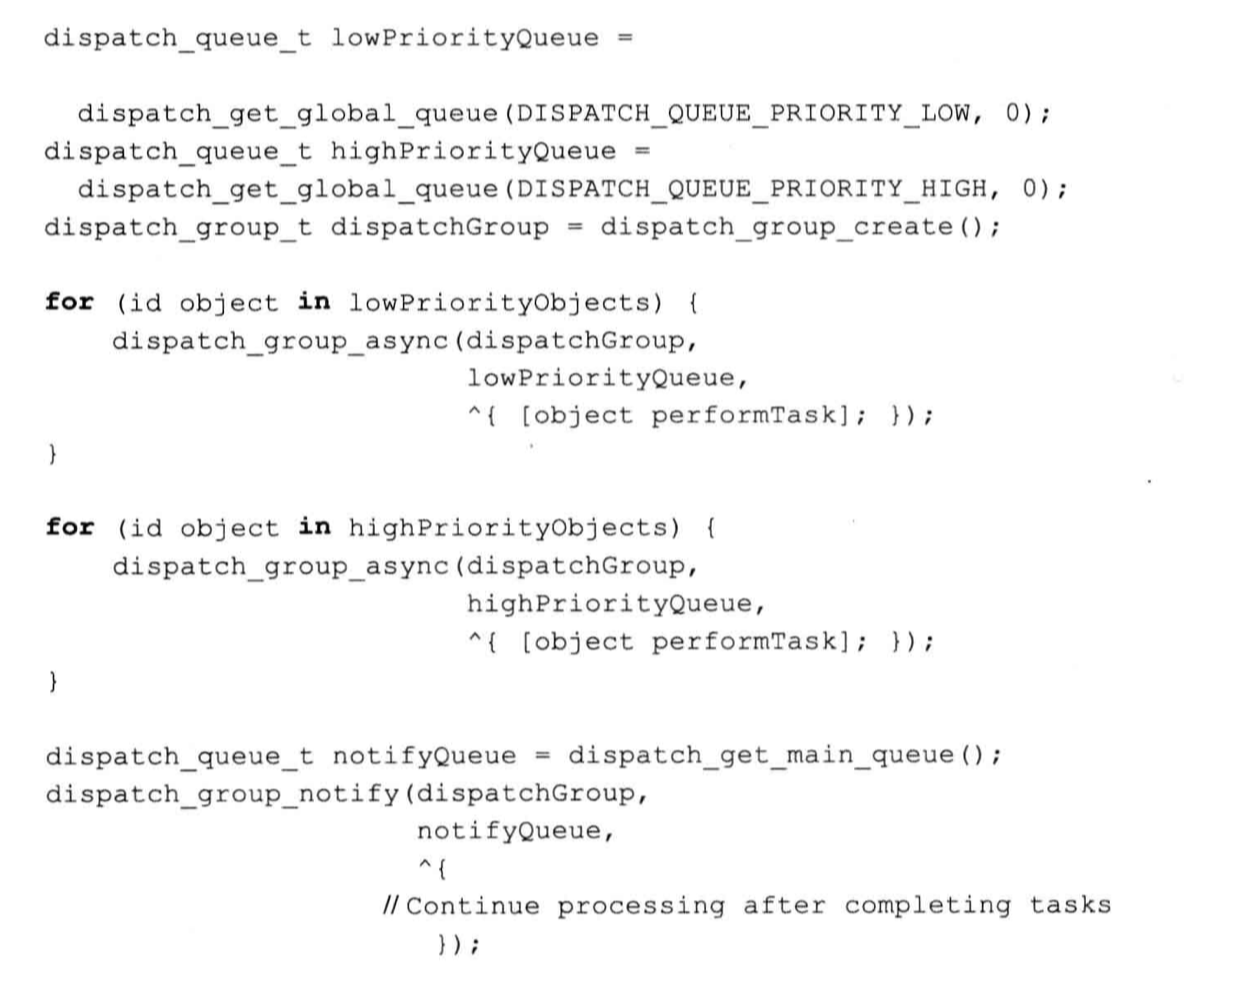 dispatch_queue_t lowPriorityQueue =
dispatch_get_global_queue(DISPATCH_QUEUE_PRIORITY_LOW, 0);
dispatch_queue_t highPriorityQueue =
dispatch_get_global_queue(DISPATCH_QUEUE_PRIORITY_HIGH, 0);
dispatch_group_t dispatchGroup = dispatch_group_create();
for (id object in lowPriorityObjects) {
dispatch_group_async(dispatchGroup,
lowPriorityQueue,
^{ [object performTask]; });
}
for (id object in highPriorityObjects) {
dispatch_group_async(dispatchGroup,
highPriorityQueue,
^{ [object performTask]; });
}
dispatch_queue_t notifyQueue = dispatch_get_main_queue();
dispatch_group_notify(dispatchGroup,
notifyQueue,
^{
// Continue processing after completing tasks
});